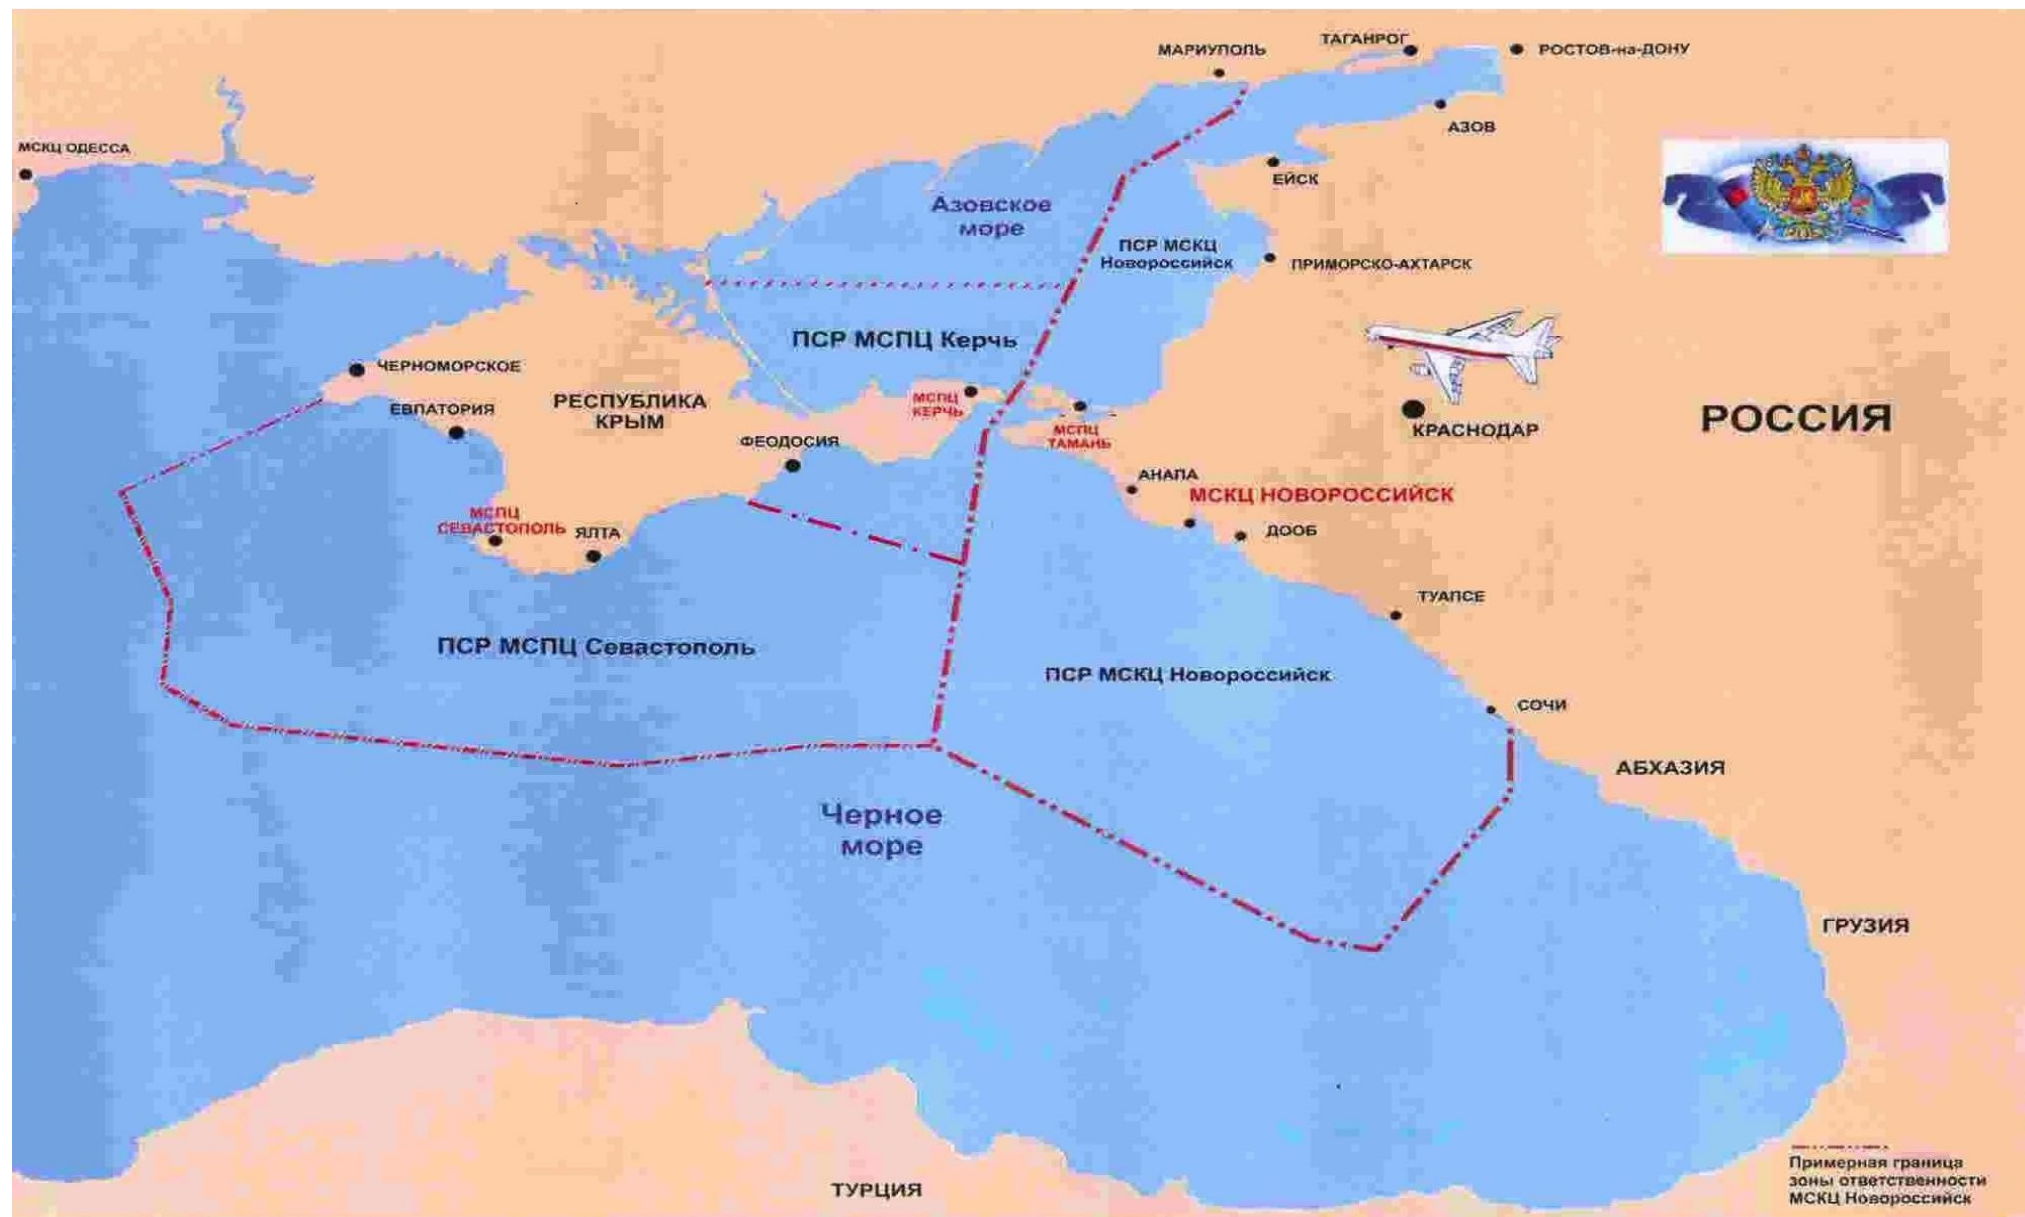 МАРИУПОЛЬ
ТАГАНРОГ
РОСТОВ-на-ДОНУ
АЗОВ
МСКЦ ОДЕССА
ЕЙСК
Азовское
море
ПСР МСКЦ
Новороссийск
ПРИМОРСКО-АХТАРСК
ПСР МСПЦ Керчь
ЧЕРНОМОРСКОЕ
ЕВПАТОРИЯ
РЕСПУБЛИКА
КРЫМ
МСПЦ
КЕРЧЬ
МСПЦ
ТАМАНЬ
КРАСНОДАР
РОССИЯ
ФЕОДОСИЯ
АНАПА
МСКЦ НОВОРОССИЙСК
ДООБ
МСПЦ
СЕВАСТОПОЛЬ
ЯЛТА
ТУАПСЕ
ПСР МСПЦ Севастополь
ПСР МСКЦ Новороссийск
СОЧИ
АБХАЗИЯ
Черное
море
ГРУЗИЯ
ТУРЦИЯ
Примерная граница
зоны ответственности
МСКЦ Новороссийск